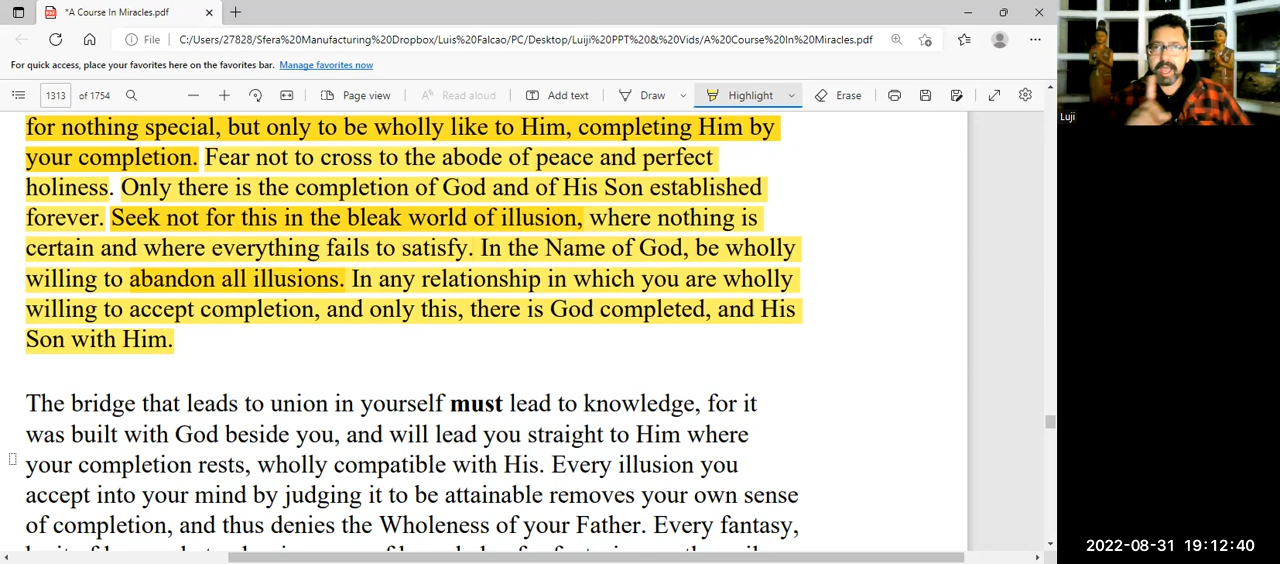 *A Course In Miracles.pdf
File C:/Users/27828/Sfera%20Manufacturing%20Dropbox/Luis%20Falcao/PC/Desktop/Luiji%20PPT%20&%20Vids/A%20Course%20In%20Miracles.pdf
For quick access, place your favorites here on the favorites bar. Manage favorites now
1313 of 1754 Page view Read aloud Add text Draw Highlight Erase
for nothing special, but only to be wholly like to Him, completing Him by
your completion. Fear not to cross to the abode of peace and perfect
holiness. Only there is the completion of God and of His Son established
forever. Seek not for this in the bleak world of illusion, where nothing is
certain and where everything fails to satisfy. In the Name of God, be wholly
willing to abandon all illusions. In any relationship in which you are wholly
willing to accept completion, and only this, there is God completed, and His
Son with Him.
The bridge that leads to union in yourself must lead to knowledge, for it
was built with God beside you, and will lead you straight to Him where
your completion rests, wholly compatible with His. Every illusion you
accept into your mind by judging it to be attainable removes your own sense
of completion, and thus denies the Wholeness of your Father. Every fantasy,
Luji
2022-08-31 19:12:40